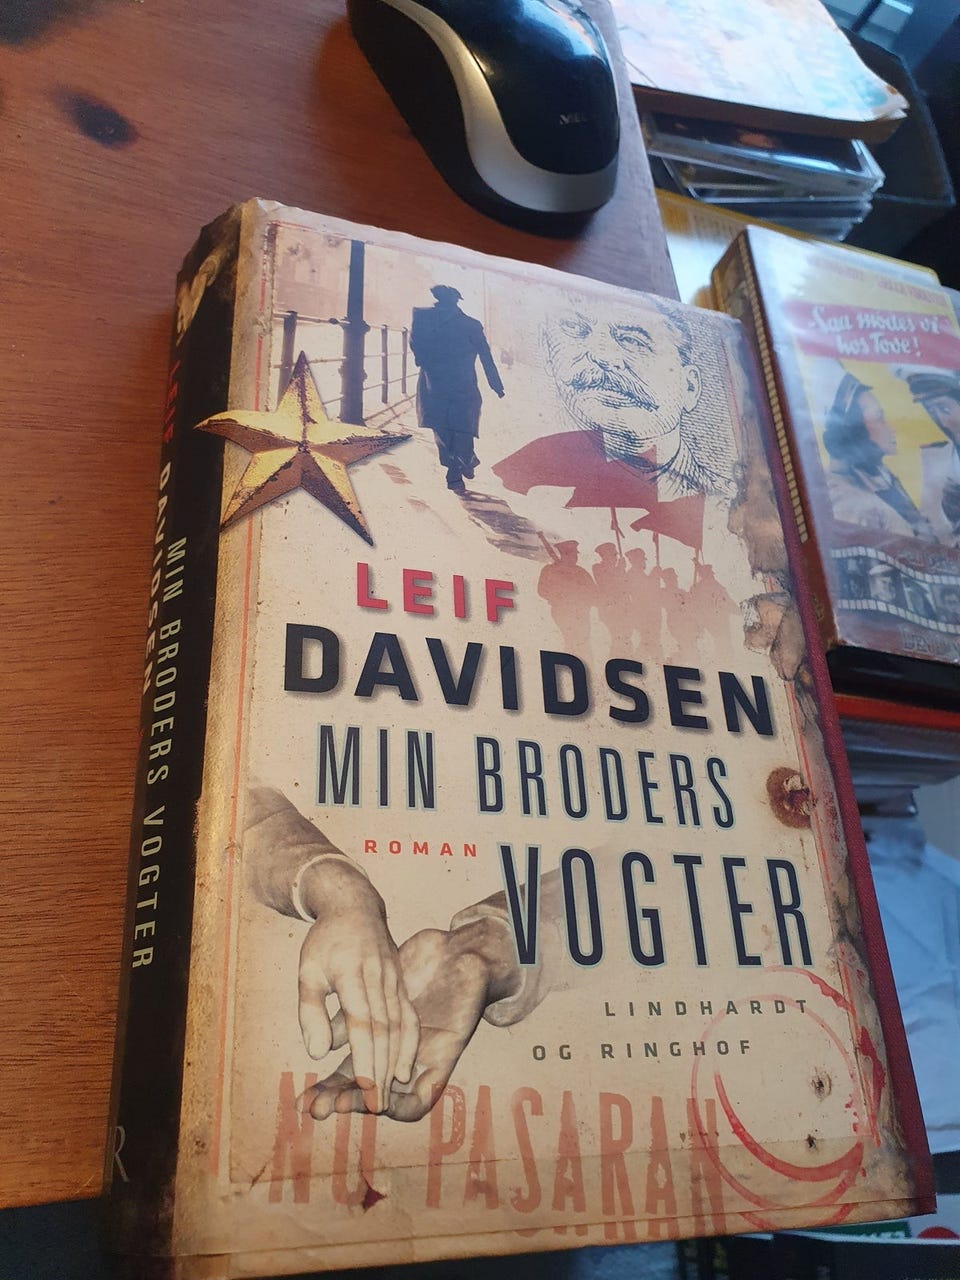 LEIF
DAVIDSEN
MIN BRODERS
ROMAN
VOGTER
LINDHARDT
OG RINGHOF
NO PASARAN
LEIF DAVIDSEN
MIN BRODERS VOGTER
R
Saa mødes vi
hos Tove!